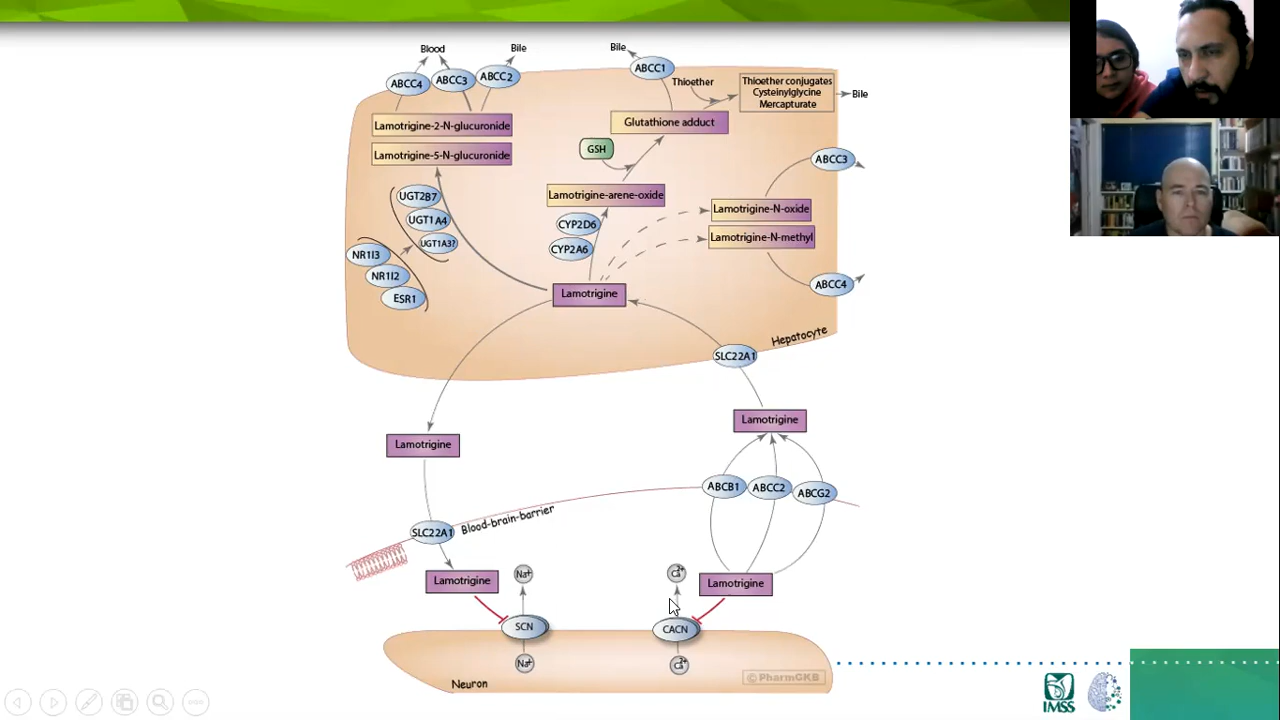 Blood
Bile
ABCC4
ABCC3
ABCC2
Bile
ABCC1
Thioether
Thioether conjugates
Cysteinylglycine
Mercapturate
Bile
Lamotrigine-2-N-glucuronide
Lamotrigine-5-N-glucuronide
Glutathione adduct
GSH
ABCC3
UGT2B7
UGT1A4
UGT1A3?
Lamotrigine-arene-oxide
CYP2D6
CYP2A6
Lamotrigine-N-oxide
Lamotrigine-N-methyl
NR1I3
NR1I2
ESR1
ABCC4
Lamotrigine
Hepatocyte
SLC22A1
Lamotrigine
Lamotrigine
ABCB1
ABCC2
ABCG2
SLC22A1
Blood-brain-barrier
Lamotrigine
Na+
Ca2+
Lamotrigine
SCN
CACN
Na+
Ca2+
Neuron
© PharmGKB
IMSS